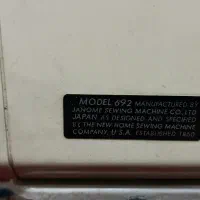 MODEL 692 MANUFACTURED BY
JANOME SEWING MACHINE CO., LTD
JAPAN AS DESIGNED AND SPECIFIED
THE NEW HOME SEWING MACHINE
COMPANY, U.S.A. ESTABLISHED 1860